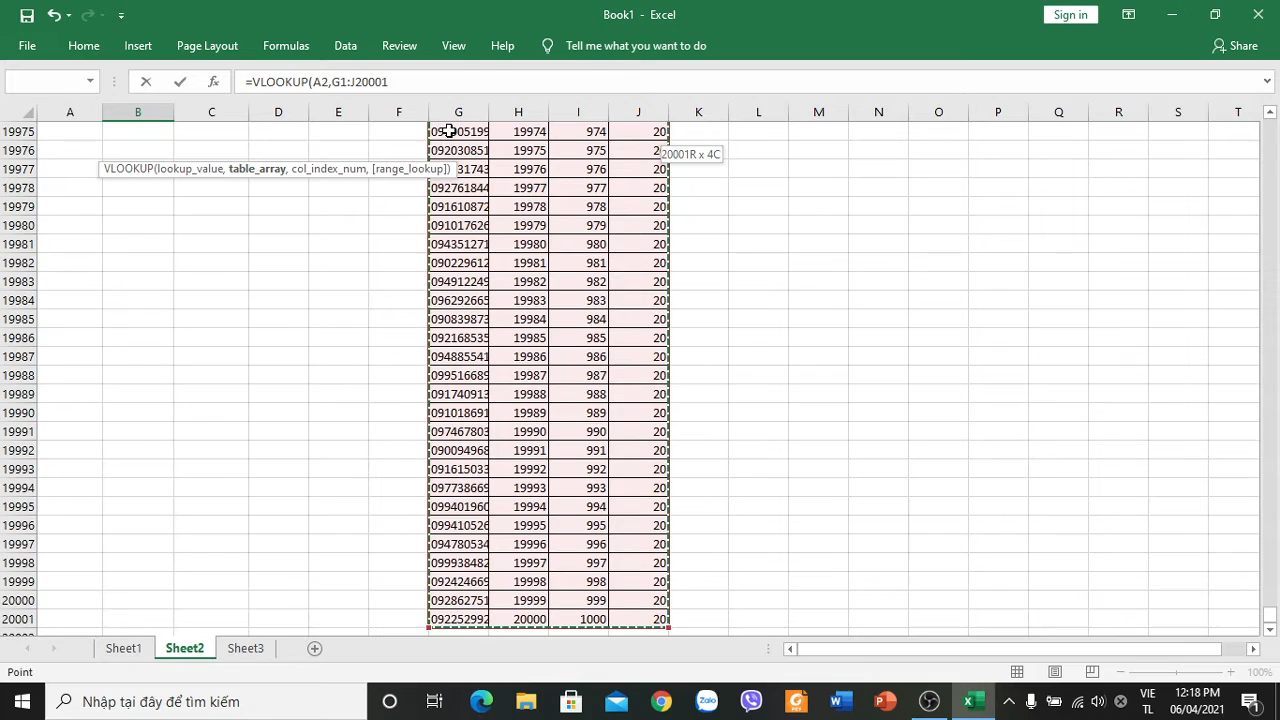 Book1 - Excel
Sign in
File Home Insert Page Layout Formulas Data Review View Help Tell me what you want to do Share
=VLOOKUP(A2,G1:J20001
A B C D E F G H I J K L M N O P Q R S T
19975 19974 974 20
19976 092030851 19975 975 2
20001R x 4C
19977 31743 19976 976 20
VLOOKUP(lookup_value, table_array, col_index_num, [range_lookup])
19978 092761844 19977 977 20
19979 091610872 19978 978 20
19980 091017626 19979 979 20
19981 094351271 19980 980 20
19982 090229612 19981 981 20
19983 094912249 19982 982 20
19984 096292665 19983 983 20
19985 090839873 19984 984 20
19986 092168535 19985 985 20
19987 094885541 19986 986 20
19988 099516689 19987 987 20
19989 091740913 19988 988 20
19990 091018691 19989 989 20
19991 097467803 19990 990 20
19992 090094968 19991 991 20
19993 091615033 19992 992 20
19994 097738669 19993 993 20
19995 099401960 19994 994 20
19996 099410526 19995 995 20
19997 094780534 19996 996 20
19998 099938482 19997 997 20
19999 092424669 19998 998 20
20000 092862751 19999 999 20
20001 092252992 20000 1000 20
Sheet1 Sheet2 Sheet3
Point 100%
Nhập tại đây để tìm kiếm
VIE 12:18 PM
TL 06/04/2021